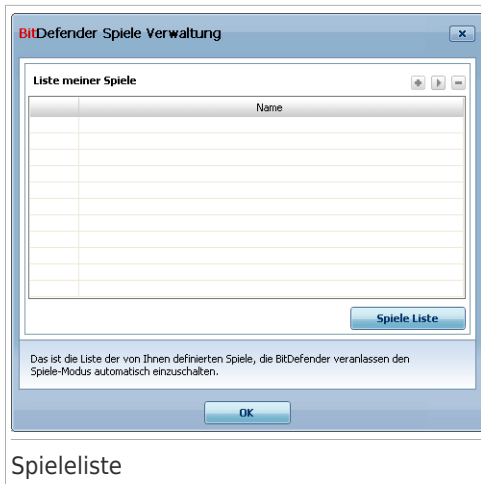 BitDefender Spiele Verwaltung
Liste meiner Spiele
Name
Spiele Liste
Das ist die Liste der von Ihnen definierten Spiele, die BitDefender veranlassen den
Spiele-Modus automatisch einzuschalten.
OK
Spieleliste